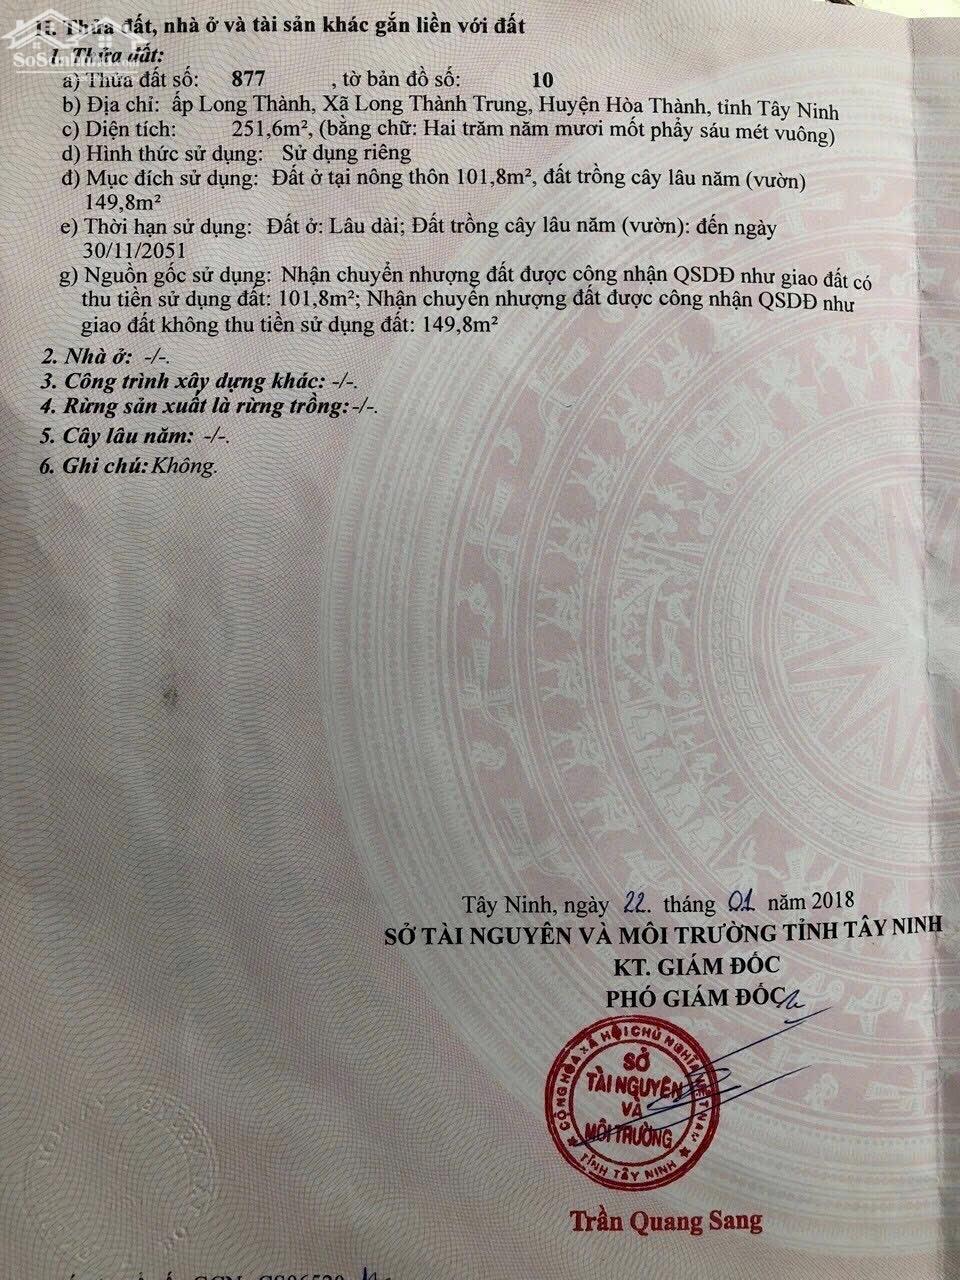 SoSanhNha.com
II. Thửa đất, nhà ở và tài sản khác gắn liền với đất
1. Thửa đất:
a) Thửa đất số: 877 , tờ bản đồ số: 10
b) Địa chỉ: ấp Long Thành, Xã Long Thành Trung, Huyện Hòa Thành, tỉnh Tây Ninh
c) Diện tích: 251,6m², (bằng chữ: Hai trăm năm mươi mốt phẩy sáu mét vuông)
d) Hình thức sử dụng: Sử dụng riêng
đ) Mục đích sử dụng: Đất ở tại nông thôn 101,8m², đất trồng cây lâu năm (vườn)
149,8m²
e) Thời hạn sử dụng: Đất ở: Lâu dài; Đất trồng cây lâu năm (vườn): đến ngày
30/11/2051
g) Nguồn gốc sử dụng: Nhận chuyển nhượng đất được công nhận QSDĐ như giao đất có
thu tiền sử dụng đất: 101,8m²; Nhận chuyển nhượng đất được công nhận QSDĐ như
giao đất không thu tiền sử dụng đất: 149,8m²
2. Nhà ở: -/-.
3. Công trình xây dựng khác: -/-.
4. Rừng sản xuất là rừng trồng: -/-.
5. Cây lâu năm: -/-.
6. Ghi chú: Không.
Tây Ninh, ngày 22. tháng 01 năm 2018
SỞ TÀI NGUYÊN VÀ MÔI TRƯỜNG TỈNH TÂY NINH
KT. GIÁM ĐỐC
PHÓ GIÁM ĐỐC
CỘNG HÒA XÃ HỘI CHỦ NGHĨA VIỆT NAM
SỞ
TÀI NGUYÊN
VÀ
MÔI TRƯỜNG
TỈNH TÂY NINH
Trần Quang Sang